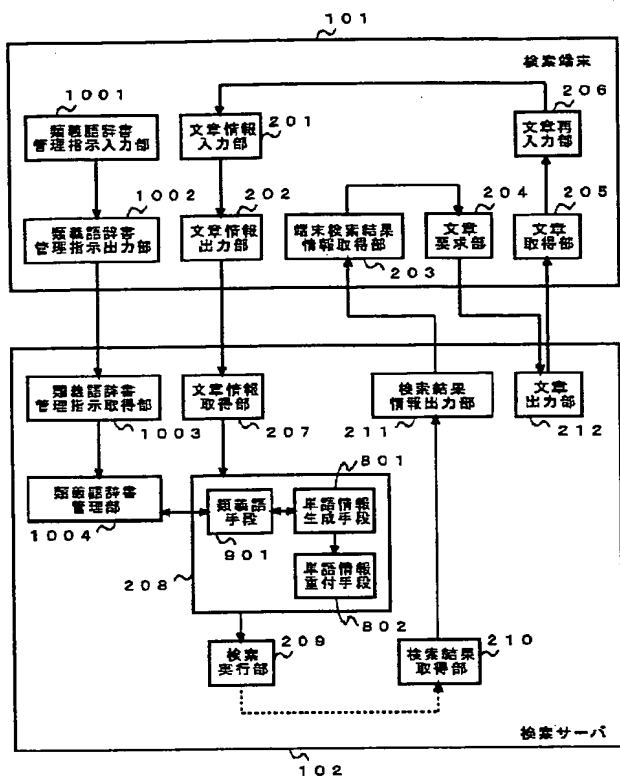 101
検索端末
1001
類義語辞書
管理指示入力部
文章情報
入力部
201
206
文章再
入力部
1002
類義語辞書
管理指示出力部
202
文章情報
出力部
端末検索結果
情報取得部
203
204
文章
要求部
205
文章
取得部
類義語辞書
管理指示取得部
1003
文章情報
取得部
207
検索結果
情報出力部
211
文章
出力部
212
類義語辞書
管理部
1004
801
類義語
手段
901
単語情報
生成手段
208
単語情報
重付手段
802
209
検索
実行部
210
検索結果
取得部
検索サーバ
102